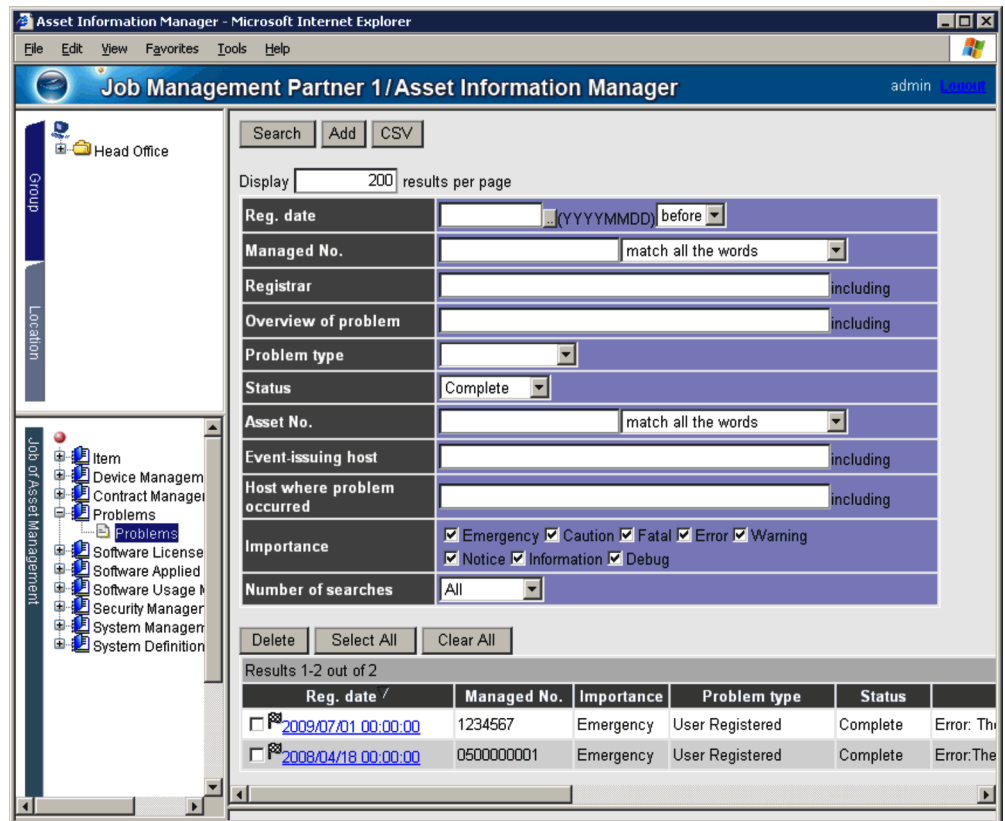 Asset Information Manager - Microsoft Internet Explorer
File Edit View Favorites Tools Help
Job Management Partner 1/Asset Information Manager
admin Logout
Group
Location
Head Office
Search Add CSV
Display 200 results per page
Reg. date .. (YYYYMMDD) before
Managed No. match all the words
Registrar including
Overview of problem including
Problem type
Status Complete
Asset No. match all the words
Event-issuing host including
Host where problem
occurred including
Importance
Emergency Caution Fatal Error Warning
Notice Information Debug
Number of searches All
Job of Asset Management
Item
Device Managem
Contract Manager
Problems
Problems
Software License
Software Applied
Software Usage M
Security Manager
System Managem
System Definition
Delete Select All Clear All
Results 1-2 out of 2
Reg. date Managed No. Importance Problem type Status
2009/07/01 00:00:00 1234567 Emergency User Registered Complete Error: The
2008/04/18 00:00:00 0500000001 Emergency User Registered Complete Error:The